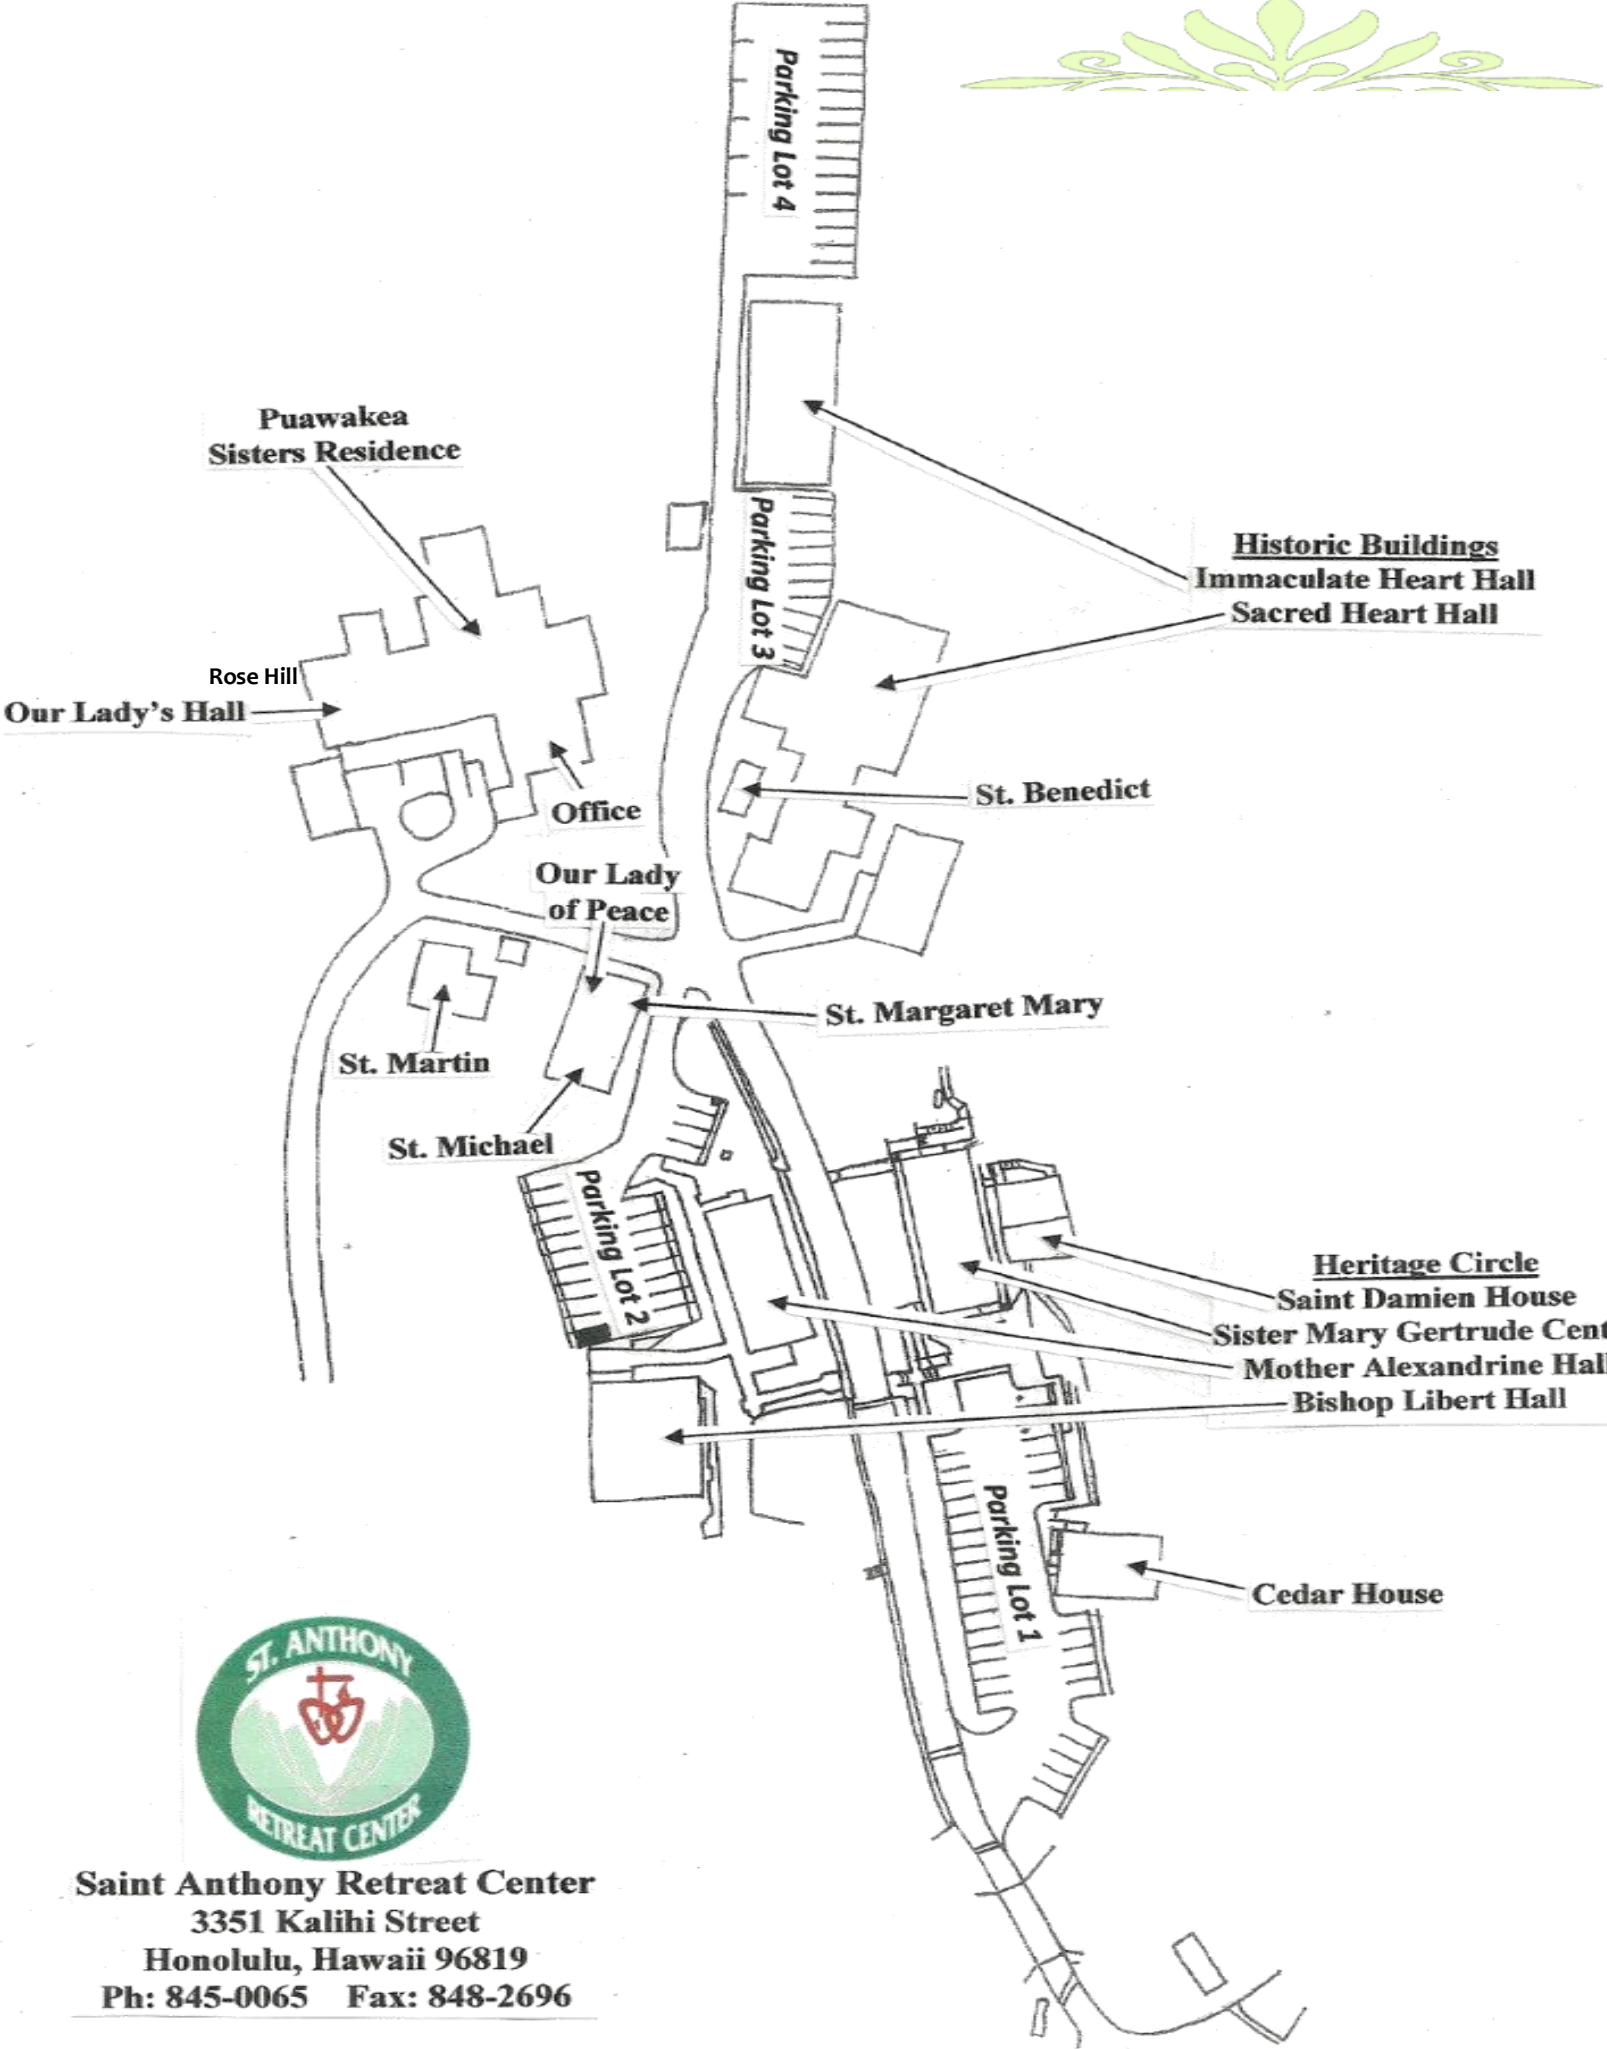 Parking Lot 4
Puawakea
Sisters Residence
Parking Lot 3
Historic Buildings
Immaculate Heart Hall
Sacred Heart Hall
Rose Hill
Our Lady's Hall
St. Benedict
Office
Our Lady
of Peace
St. Margaret Mary
St. Martin
St. Michael
Parking Lot 2
Heritage Circle
Saint Damien House
Sister Mary Gertrude Cent
Mother Alexandrine Hal
Bishop Libert Hall
Parking Lot 1
Cedar House
ST. ANTHONY
RETREAT CENTER
Saint Anthony Retreat Center
3351 Kalihi Street
Honolulu, Hawaii 96819
Ph: 845-0065 Fax: 848-2696